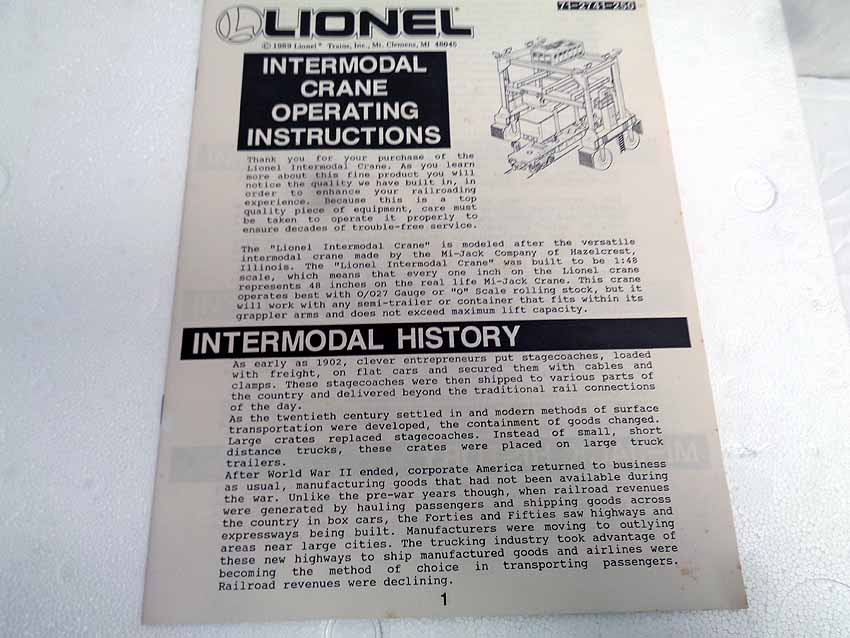 LIONEL®
71-2741-250
© 1989 Lionel® Trains, Inc., Mt. Clemens, MI 48045
INTERMODAL
CRANE
OPERATING
INSTRUCTIONS
Thank you for your purchase of the
Lionel Intermodal Crane. As you learn
more about this fine product you will
notice the quality we have built in, in
order to enhance your railroading
experience. Because this is a top
quality piece of equipment, care must
be taken to operate it properly to
ensure decades of trouble-free service.
The "Lionel Intermodal Crane" is modeled after the versatile
intermodal crane made by the Mi-Jack Company of Hazelcrest,
Illinois. The "Lionel Intermodal Crane" was built to be 1:48
scale, which means that every one inch on the Lionel crane
represents 48 inches on the real life Mi-Jack Crane. This crane
operates best with O/027 Gauge or "O" Scale rolling stock, but it
will work with any semi-trailer or container that fits within its
grappler arms and does not exceed maximum lift capacity.
INTERMODAL HISTORY
As early as 1902, clever entrepreneurs put stagecoaches, loaded
with freight, on flat cars and secured them with cables and
clamps. These stagecoaches were then shipped to various parts of
the country and delivered beyond the traditional rail connections
of the day.
As the twentieth century settled in and modern methods of surface
transportation were developed, the containment of goods changed.
Large crates replaced stagecoaches. Instead of small, short
distance trucks, these crates were placed on large truck
trailers.
After World War II ended, corporate America returned to business
as usual, manufacturing goods that had not been available during
the war. Unlike the pre-war years though, when railroad revenues
were generated by hauling passengers and shipping goods across
the country in box cars, the Forties and Fifties saw highways and
expressways being built. Manufacturers were moving to outlying
areas near large cities. The trucking industry took advantage of
these new highways to ship manufactured goods and airlines were
becoming the method of choice in transporting passengers.
Railroad revenues were declining.
1